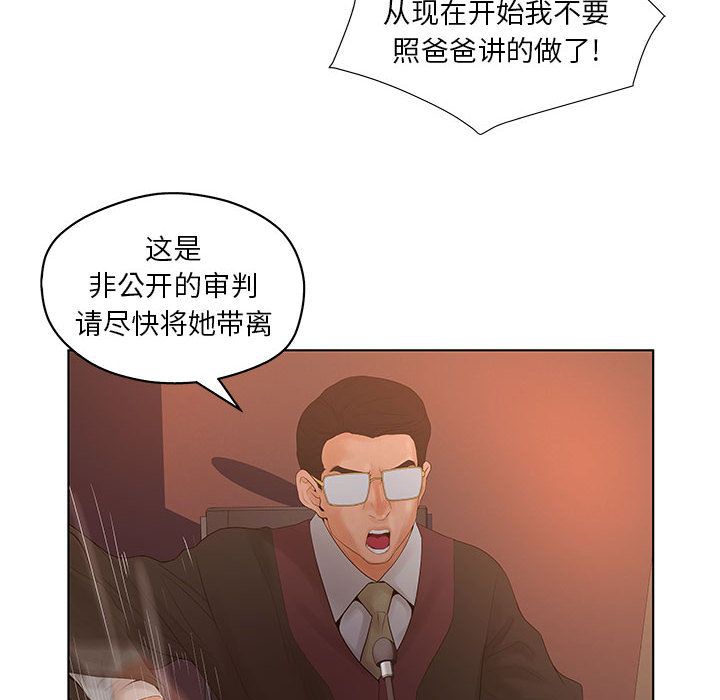 从现在开始我不要
照爸爸讲的做了!
这是
非公开的审判
请尽快将她带离